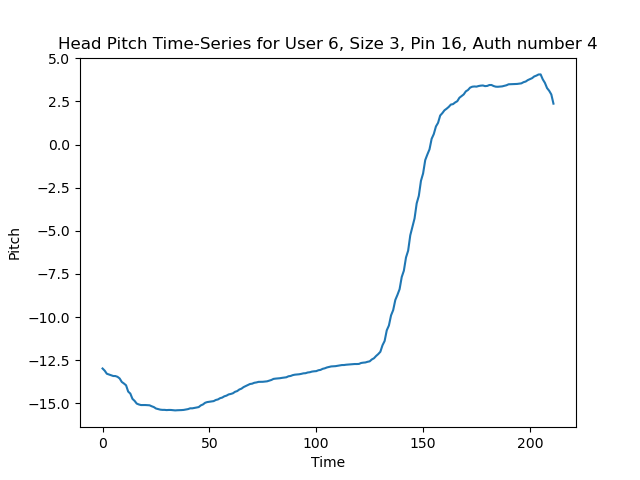 Head Pitch Time-Series for User 6, Size 3, Pin 16, Auth number 4
5.0
2.5
0.0
−2.5
−5.0
−7.5
−10.0
−12.5
−15.0
Pitch
0 50 100 150 200
Time